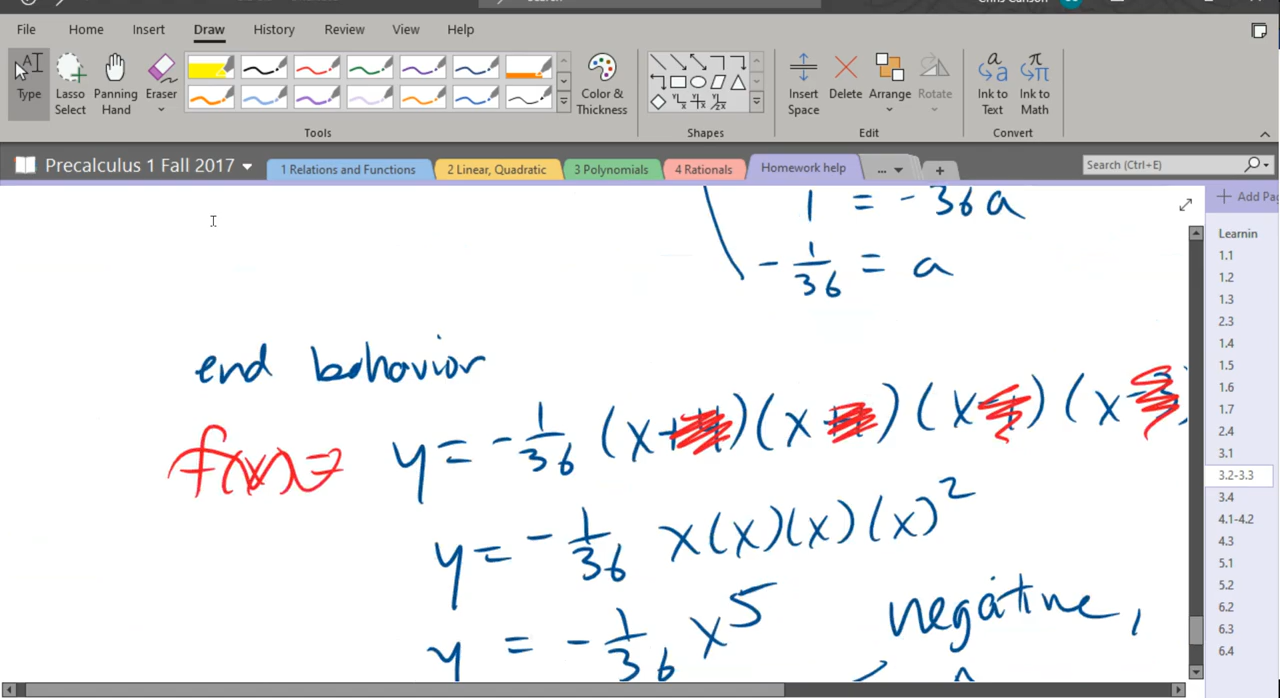 File Home Insert Draw History Review View Help
Type
Lasso Select
Panning Hand
Eraser
Color & Thickness
Insert Space
Delete
Arrange
Rotate
Ink to Text
Ink to Math
Tools Shapes Edit Convert
Precalculus 1 Fall 2017
1 Relations and Functions
2 Linear, Quadratic
3 Polynomials
4 Rationals
Homework help
...
+
Search (Ctrl+E)
1 = -36a
-1/36 = a
end behavior
f(x)=
y = -1/36 (x+ )(x+ )(x- )(x-
y = -1/36 x(x)(x)(x)²
y = -1/36 x⁵
negative,
+ Add Pag
Learnin
1.1
1.2
1.3
2.3
1.4
1.5
1.6
1.7
2.4
3.1
3.2-3.3
3.4
4.1-4.2
4.3
5.1
5.2
6.2
6.3
6.4